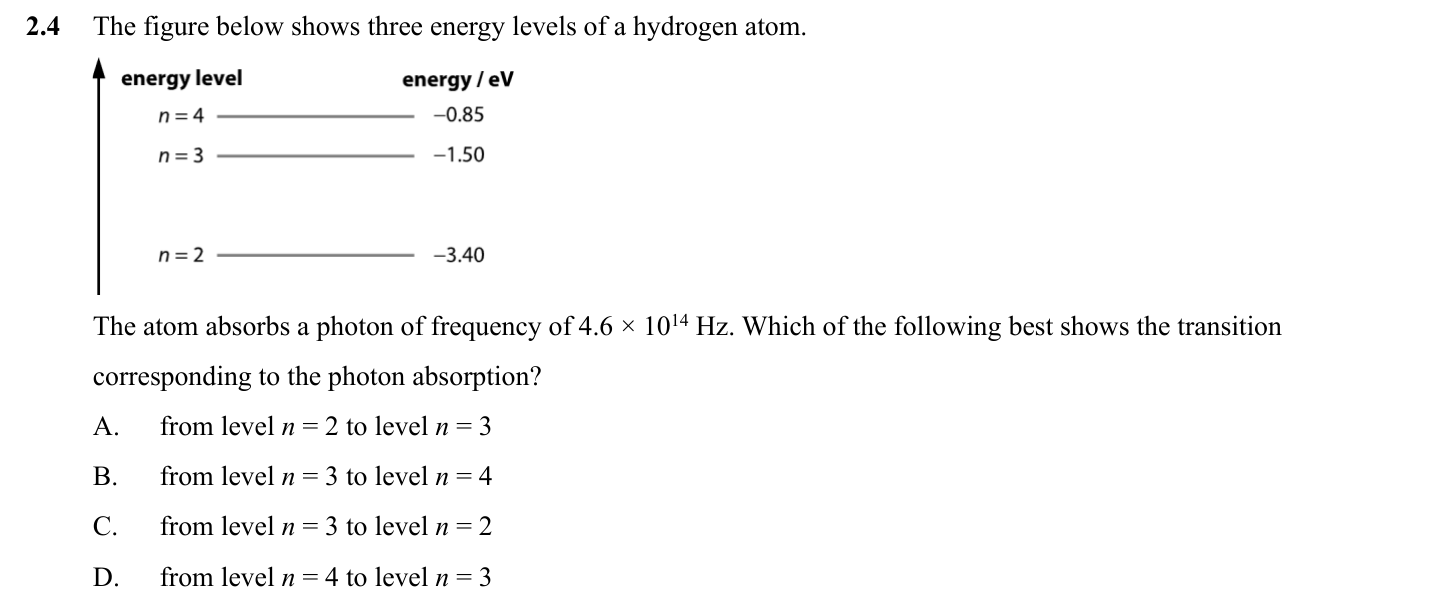 2.4 The figure below shows three energy levels of a hydrogen atom.
energy level energy / eV
n = 4 −0.85
n = 3 −1.50
n = 2 −3.40
The atom absorbs a photon of frequency of 4.6 × 10¹⁴ Hz. Which of the following best shows the transition
corresponding to the photon absorption?
A. from level n = 2 to level n = 3
B. from level n = 3 to level n = 4
C. from level n = 3 to level n = 2
D. from level n = 4 to level n = 3